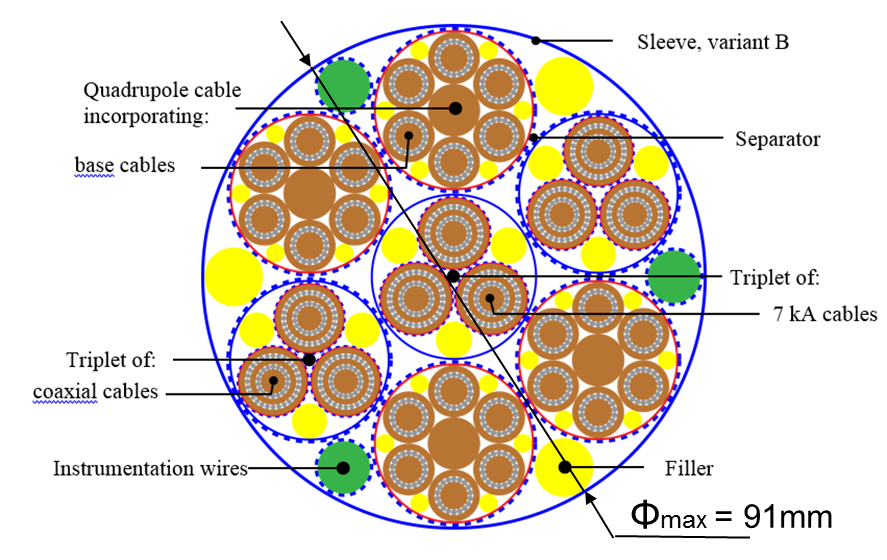 Sleeve, variant B
Quadrupole cable
incorporating:
Separator
base cables
Triplet of:
7 kA cables
Triplet of:
coaxial cables
Instrumentation wires
Filler
Φmax = 91mm